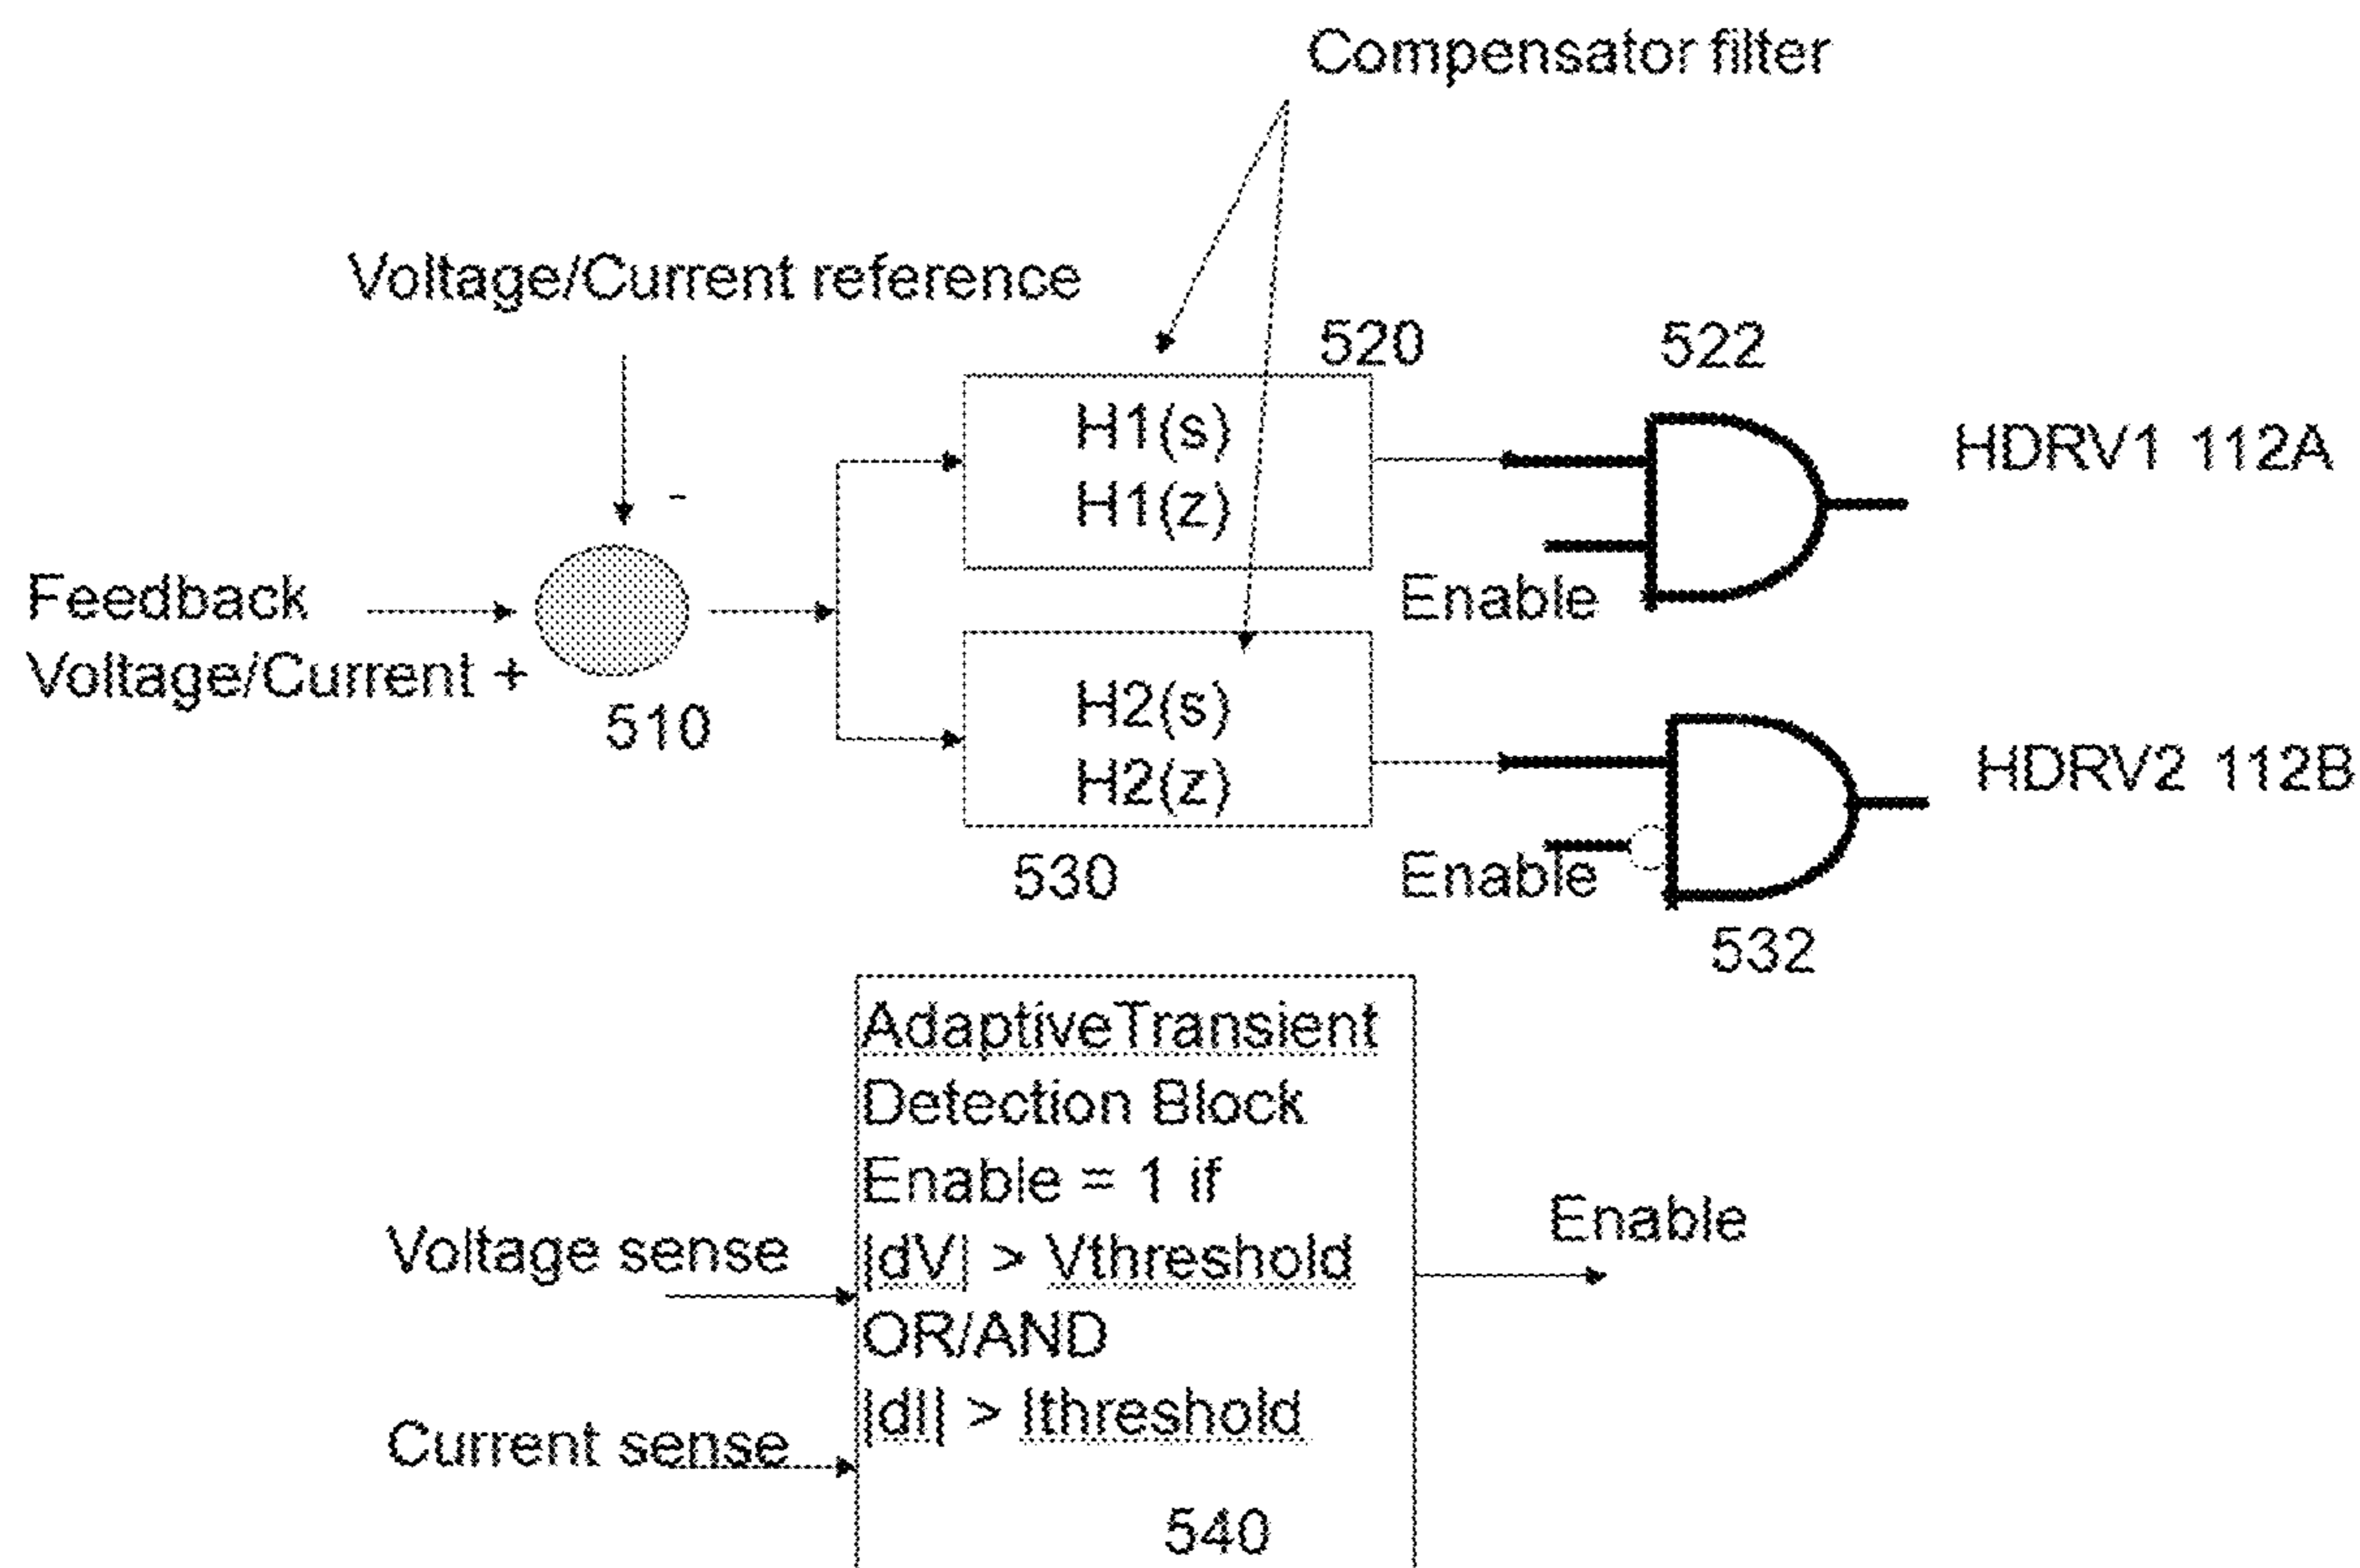 Compensator filter
Voltage/Current reference
520
522
H1(s)
H1(z)
HDRV1 112A
-
Feedback
Voltage/Current +
510
Enable
H2(s)
H2(z)
HDRV2 112B
530
Enable
532
AdaptiveTransient
Detection Block
Enable = 1 if
|dV| > Vthreshold
OR/AND
|dI| > Ithreshold
Voltage sense
Current sense
Enable
540